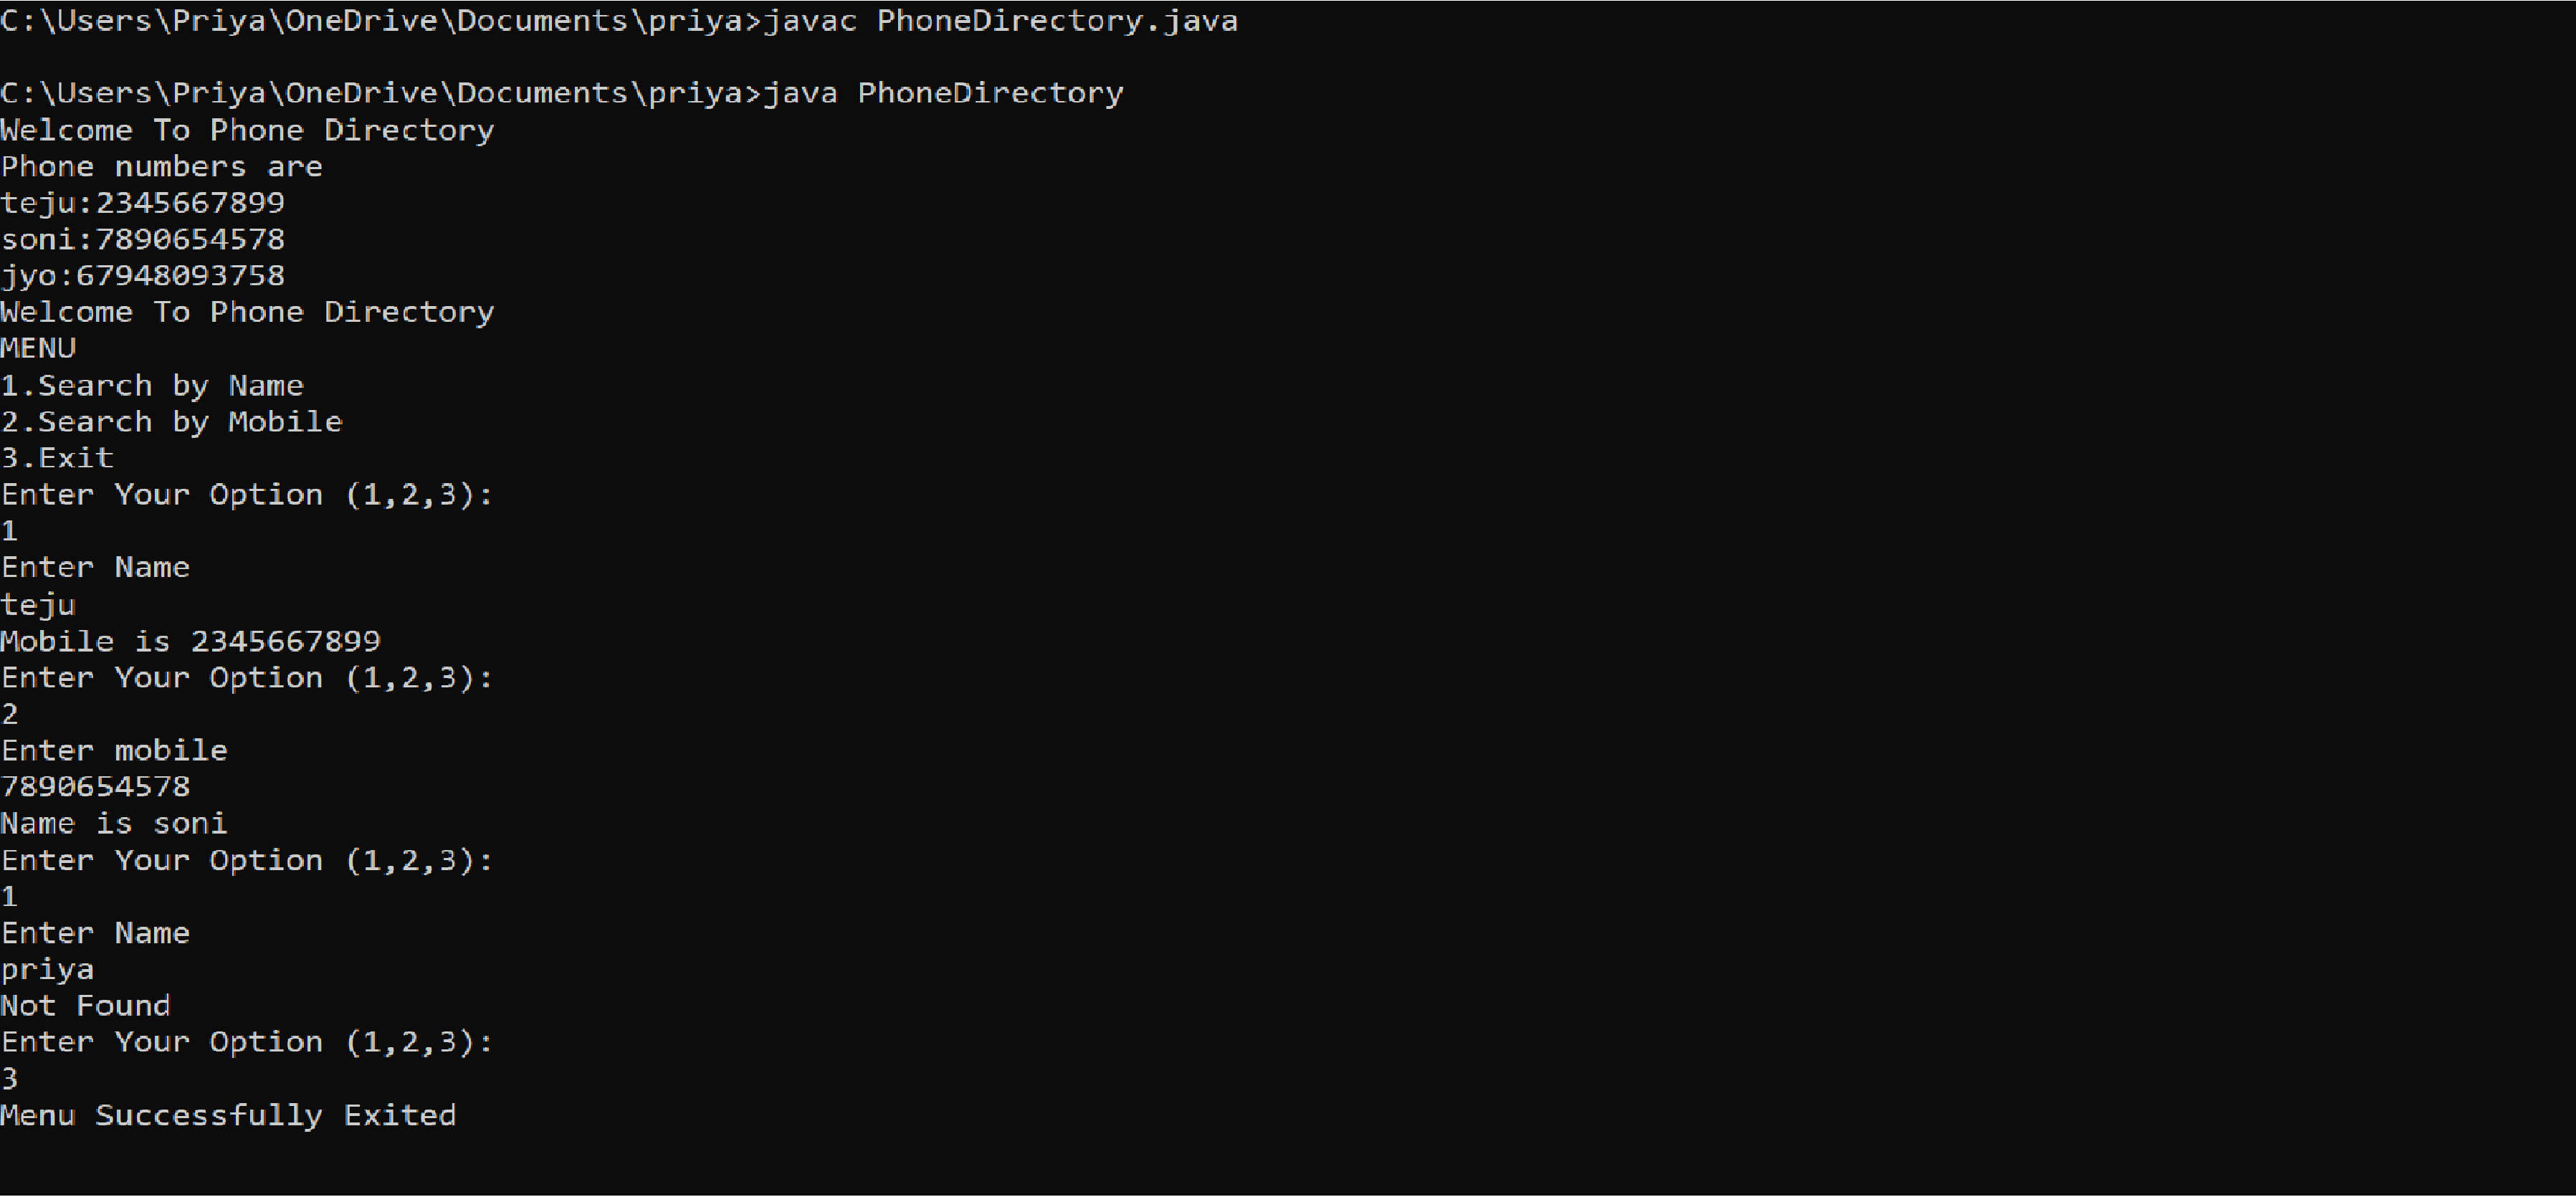 C:\Users\Priya\OneDrive\Documents\priya>javac PhoneDirectory.java
C:\Users\Priya\OneDrive\Documents\priya>java PhoneDirectory
Welcome To Phone Directory
Phone numbers are
teju:2345667899
soni:7890654578
jyo:67948093758
Welcome To Phone Directory
MENU
1.Search by Name
2.Search by Mobile
3.Exit
Enter Your Option (1,2,3):
1
Enter Name
teju
Mobile is 2345667899
Enter Your Option (1,2,3):
2
Enter mobile
7890654578
Name is soni
Enter Your Option (1,2,3):
1
Enter Name
priya
Not Found
Enter Your Option (1,2,3):
3
Menu Successfully Exited